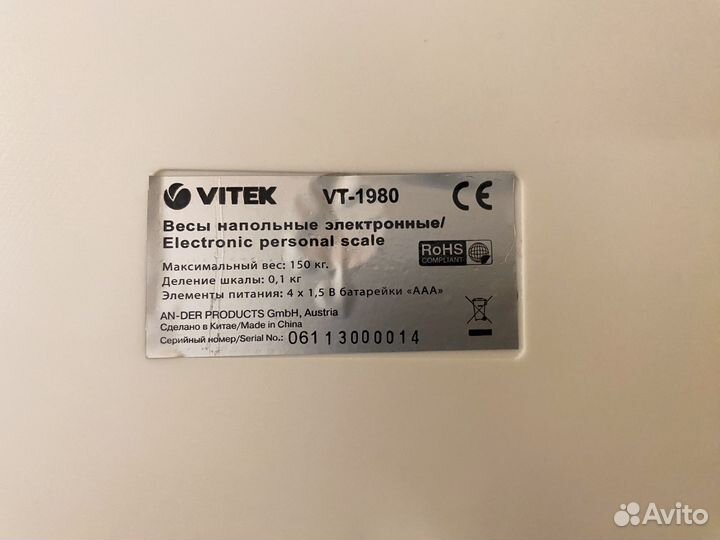 VITEK VT-1980 CE
Весы напольные электронные/
Electronic personal scale
RoHS
COMPLIANT
Максимальный вес: 150 кг.
Деление шкалы: 0,1 кг
Элементы питания: 4 x 1,5 В батарейки «ААА»
AN-DER PRODUCTS GmbH, Austria
Сделано в Китае/Made in China
Серийный номер/Serial No.: 06113000014
Avito